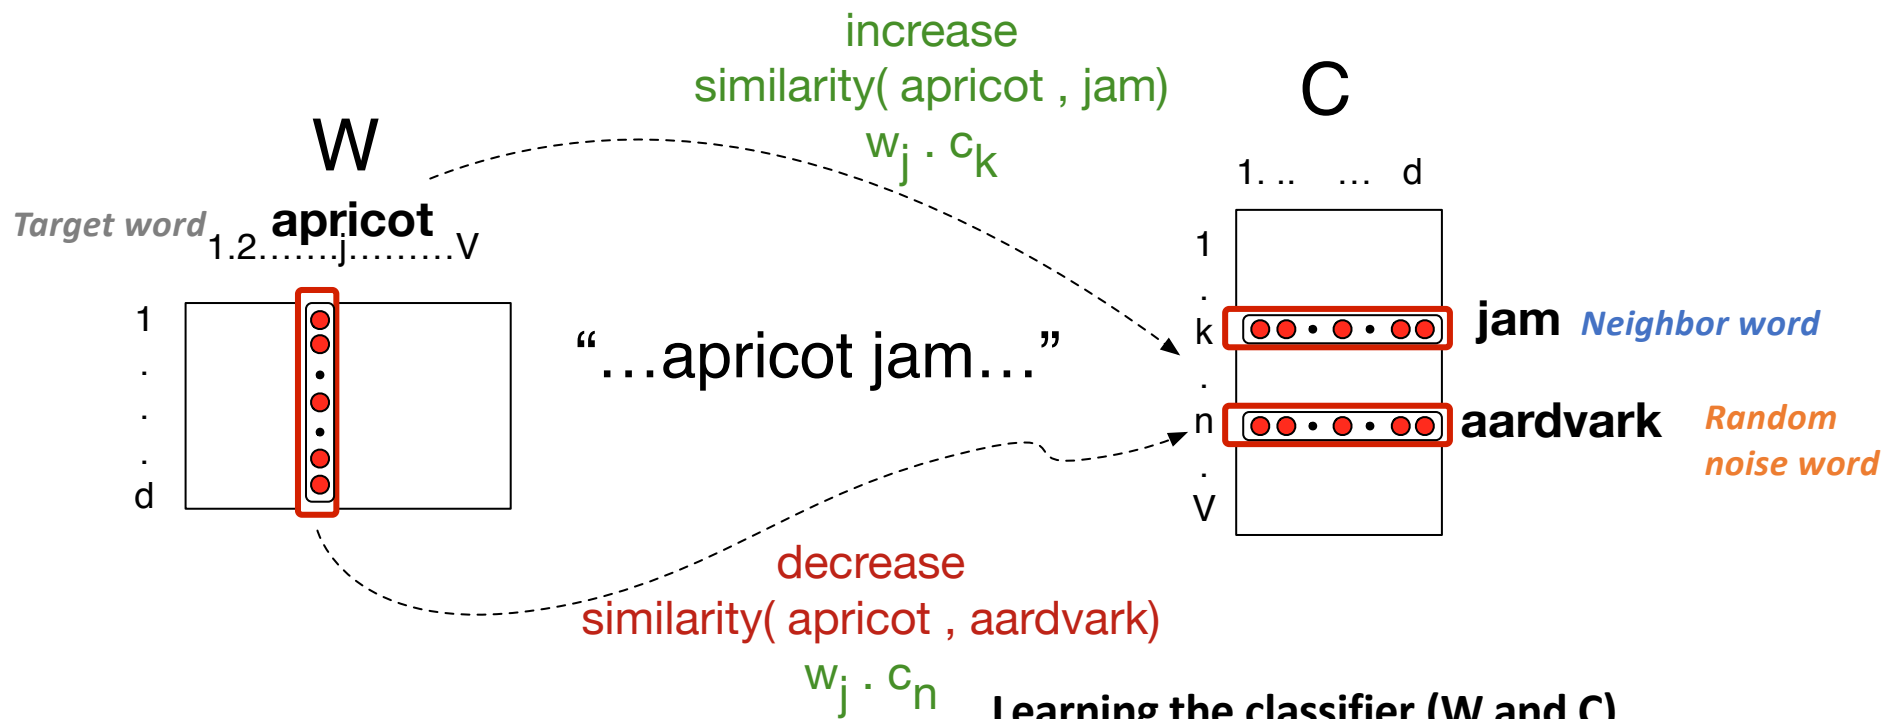 increase
similarity( apricot , jam)
wj . ck
W
Target word
apricot
1.2.......j.........V
1
.
.
.
d
“...apricot jam...”
C
1. .. ... d
1
.
k
.
n
.
V
jam Neighbor word
aardvark Random
noise word
decrease
similarity( apricot , aardvark)
wj . cn
Learning the classifier (W and C)